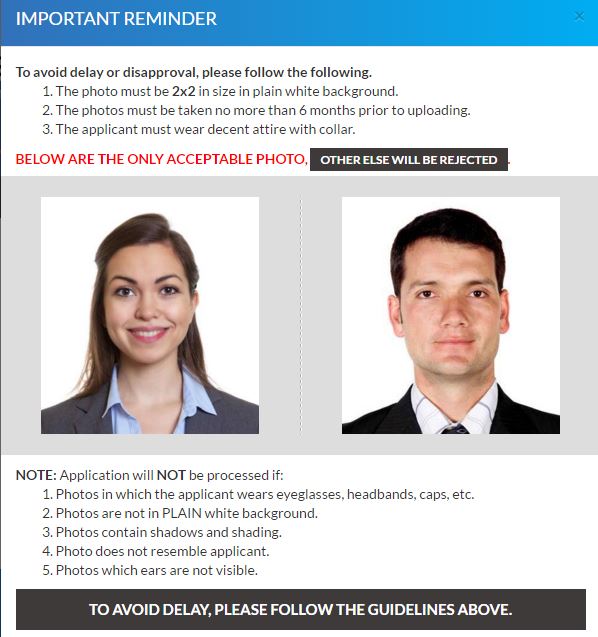 IMPORTANT REMINDER
×
To avoid delay or disapproval, please follow the following.
1. The photo must be 2x2 in size in plain white background.
2. The photos must be taken no more than 6 months prior to uploading.
3. The applicant must wear decent attire with collar.
BELOW ARE THE ONLY ACCEPTABLE PHOTO, OTHER ELSE WILL BE REJECTED .
NOTE: Application will NOT be processed if:
1. Photos in which the applicant wears eyeglasses, headbands, caps, etc.
2. Photos are not in PLAIN white background.
3. Photos contain shadows and shading.
4. Photo does not resemble applicant.
5. Photos which ears are not visible.
TO AVOID DELAY, PLEASE FOLLOW THE GUIDELINES ABOVE.